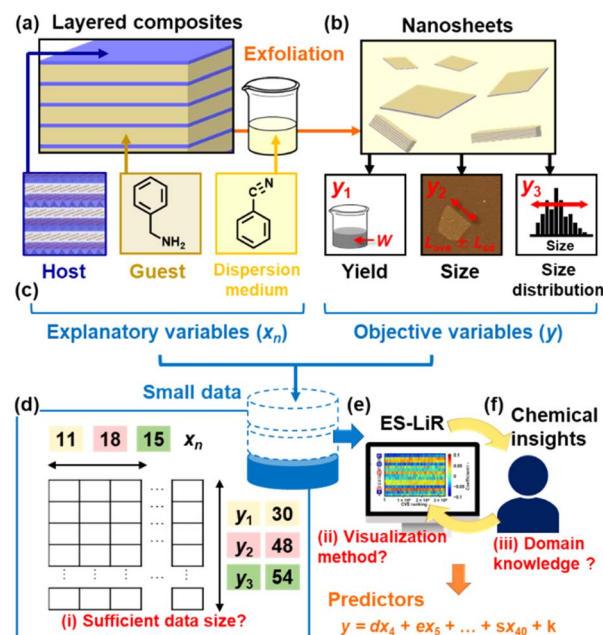 (a) Layered composites
Exfoliation
(b) Nanosheets
C≡N
NH₂
Host
Guest
Dispersion
medium
y₁
W
Yield
y₂
Size
y₃
Size
Size
distribution
(c)
Explanatory variables (xₙ)
Objective variables (y)
Small data
(d)
11 18 15 xₙ
y₁ 30
y₂ 48
y₃ 54
(i) Sufficient data size?
(e)
ES-LiR
(f)
Chemical
insights
(ii) Visualization
method?
(iii) Domain
knowledge ?
Predictors
y = dx₄ + ex₅ + … + sx₄₀ + k